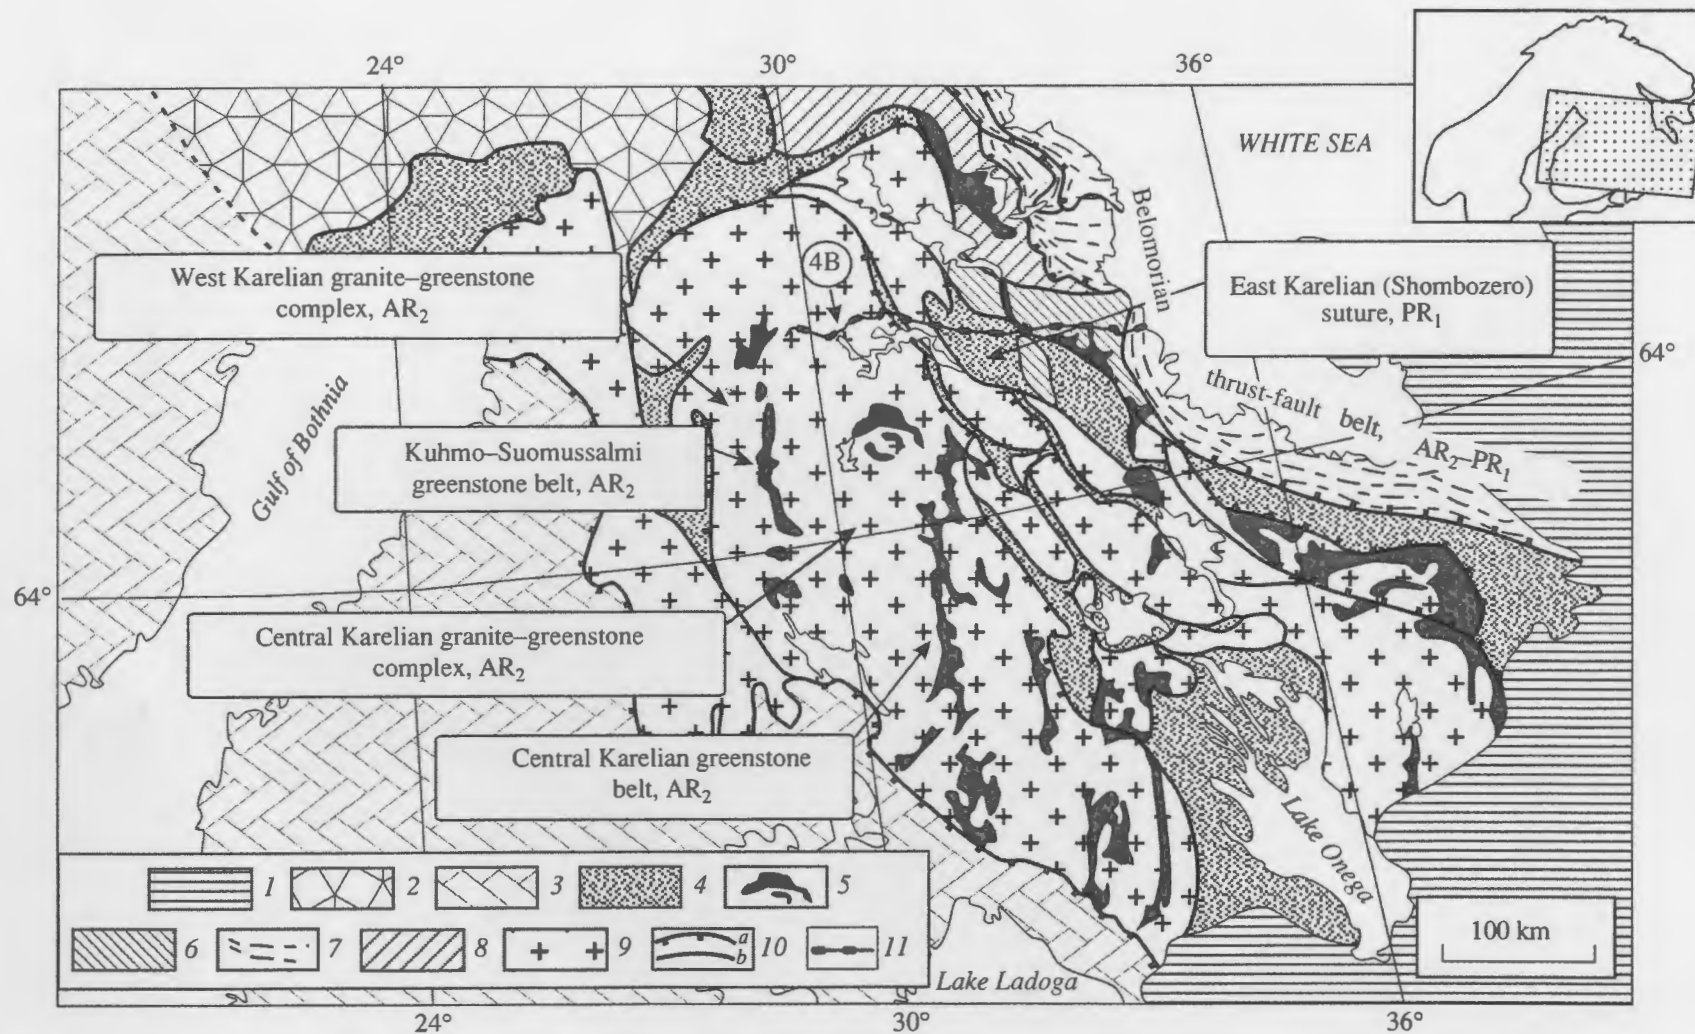 24°
30°
36°
WHITE SEA
Belomorian
4B
West Karelian granite–greenstone
complex, AR2
East Karelian (Shombozero)
suture, PR1
64°
thrust-fault belt, AR2–PR1
Gulf of Bothnia
Kuhmo–Suomussalmi
greenstone belt, AR2
64°
Central Karelian granite–greenstone
complex, AR2
Central Karelian greenstone
belt, AR2
Lake Onega
1
2
3
4
5
6
7
8
9
a
b
10
11
100 km
Lake Ladoga
24°
30°
36°